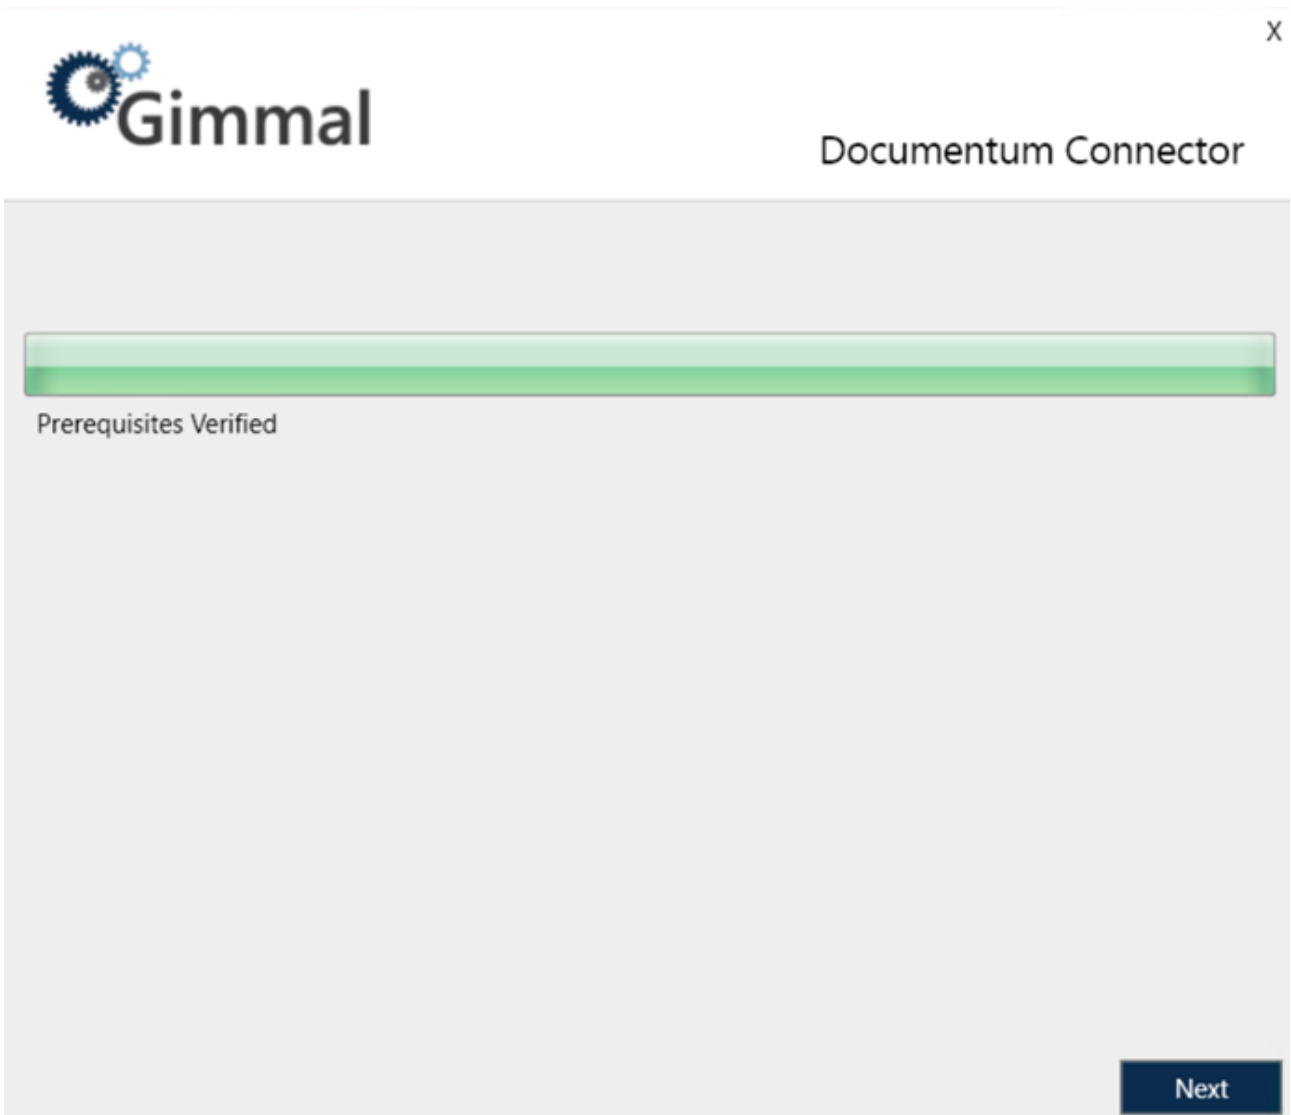 X
Gimmal
Documentum Connector
Prerequisites Verified
Next